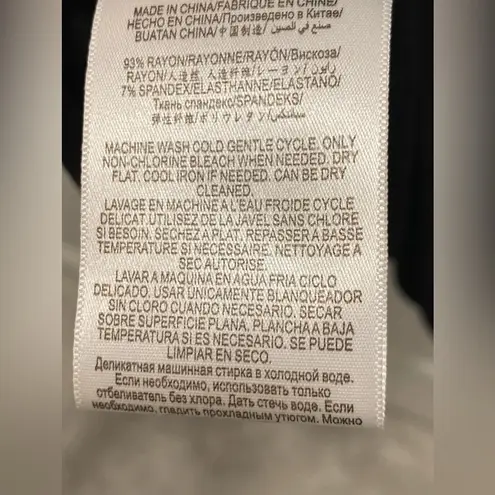 MADE IN CHINA/FABRIQUÉ EN CHINE/
HECHO EN CHINA/Произведено в Китае/
BUATAN CHINA/中国制造/ صنع في الصين/
93% RAYON/RAYONNE/RAYÓN/Вискоза/
RAYON/人造丝, 人造纤维/レーヨン/رايون/
7% SPANDEX/ELASTHANNE/ELASTANO/
Ткань спандекс/SPANDEKS/
弹性纤维/ポリウレタン/سباندكس/
MACHINE WASH COLD GENTLE CYCLE. ONLY
NON-CHLORINE BLEACH WHEN NEEDED. DRY
FLAT. COOL IRON IF NEEDED. CAN BE DRY
CLEANED.
LAVAGE EN MACHINE A L'EAU FROIDE CYCLE
DELICAT.UTILISEZ DE LA JAVEL SANS CHLORE
SI BESOIN. SECHEZ A PLAT. REPASSER A BASSE
TEMPERATURE SI NECESSAIRE. NETTOYAGE A
SEC AUTORISE.
LAVAR A MAQUINA EN AGUA FRIA CICLO
DELICADO. USAR UNICAMENTE BLANQUEADOR
SIN CLORO CUANDO NECESARIO. SECAR
SOBRE SUPERFICIE PLANA. PLANCHA A BAJA
TEMPERATURA SI ES NECESARIO. SE PUEDE
LIMPIAR EN SECO.
Деликатная машинная стирка в холодной воде.
Если необходимо, использовать только
отбеливатель без хлора. Дать стечь воде. Если
необходимо, гладить прохладным утюгом. Можно